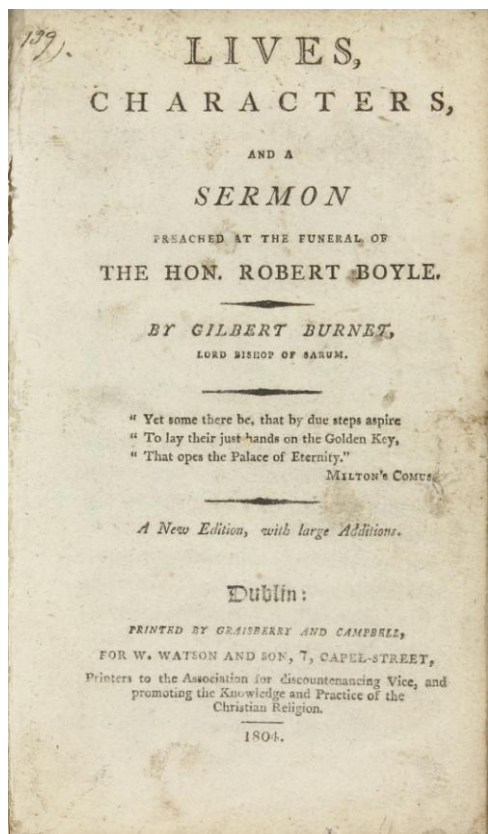 139).
LIVES,
CHARACTERS,
AND A
SERMON
PREACHED AT THE FUNERAL OF
THE HON. ROBERT BOYLE.
BY GILBERT BURNET,
LORD BISHOP OF SARUM.
" Yet some there be, that by due steps aspire
" To lay their just hands on the Golden Key,
" That opes the Palace of Eternity."
MILTON's COMUS.
A New Edition, with large Additions.
Dublin:
PRINTED BY GRAISBERRY AND CAMPBELL,
FOR W. WATSON AND SON, 7, CAPEL-STREET,
Printers to the Association for discountenancing Vice, and
promoting the Knowledge and Practice of the
Christian Religion.
1804.